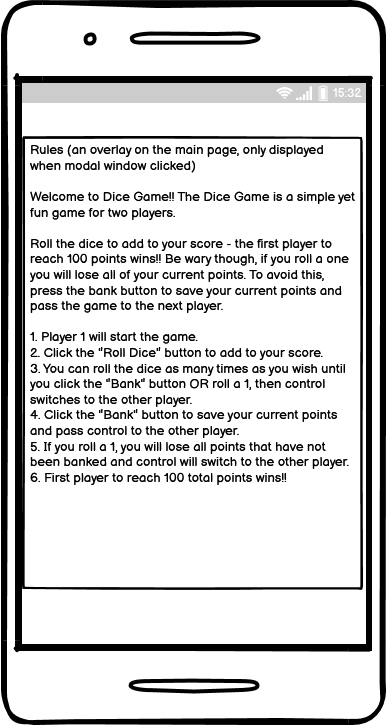 15:32
Rules (an overlay on the main page, only displayed
when modal window clicked)
Welcome to Dice Game!! The Dice Game is a simple yet
fun game for two players.
Roll the dice to add to your score - the first player to
reach 100 points wins!! Be wary though, if you roll a one
you will lose all of your current points. To avoid this,
press the bank button to save your current points and
pass the game to the next player.
1. Player 1 will start the game.
2. Click the "Roll Dice" button to add to your score.
3. You can roll the dice as many times as you wish until
you click the "Bank" button OR roll a 1, then control
switches to the other player.
4. Click the "Bank" button to save your current points
and pass control to the other player.
5. If you roll a 1, you will lose all points that have not
been banked and control will switch to the other player.
6. First player to reach 100 total points wins!!